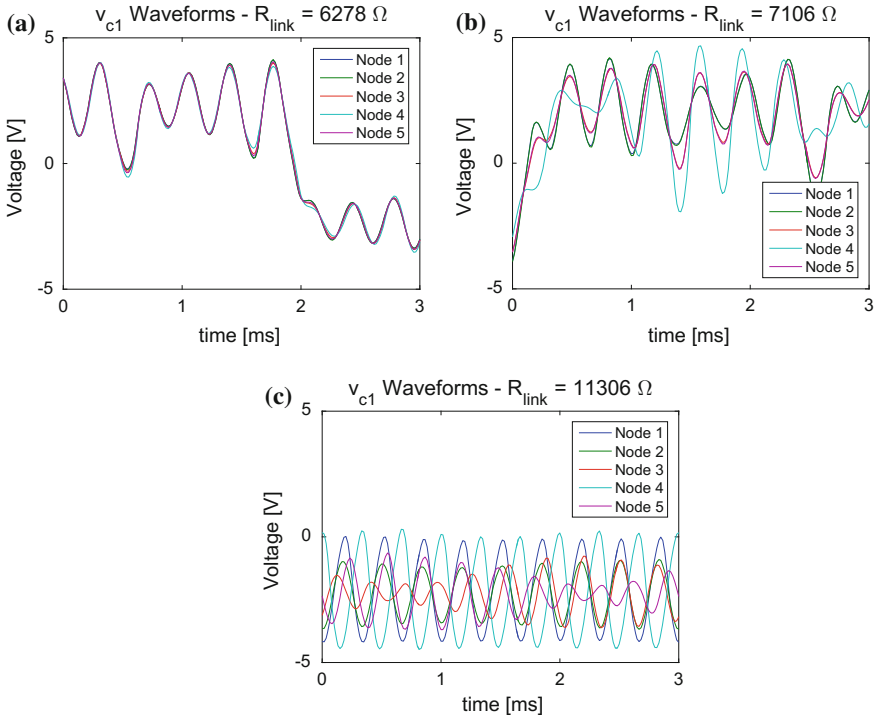 (a)
v_c1 Waveforms - R_link = 6278 Ω
5
0
-5
Voltage [V]
Node 1
Node 2
Node 3
Node 4
Node 5
0
1
2
3
time [ms]
(b)
v_c1 Waveforms - R_link = 7106 Ω
5
0
-5
Voltage [V]
Node 1
Node 2
Node 3
Node 4
Node 5
0
1
2
3
time [ms]
(c)
v_c1 Waveforms - R_link = 11306 Ω
5
0
-5
Voltage [V]
Node 1
Node 2
Node 3
Node 4
Node 5
0
1
2
3
time [ms]